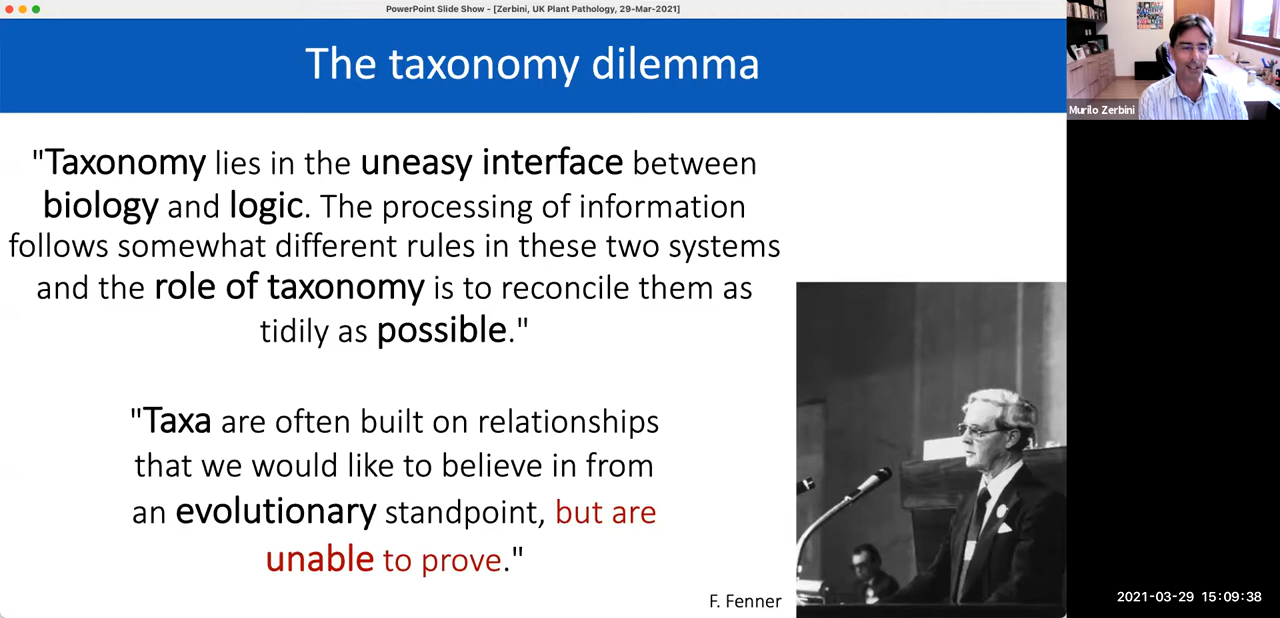 PowerPoint Slide Show - [Zerbini, UK Plant Pathology, 29-Mar-2021]
The taxonomy dilemma
Murilo Zerbini
"Taxonomy lies in the uneasy interface between
biology and logic. The processing of information
follows somewhat different rules in these two systems
and the role of taxonomy is to reconcile them as
tidily as possible."
"Taxa are often built on relationships
that we would like to believe in from
an evolutionary standpoint, but are
unable to prove."
F. Fenner
2021-03-29 15:09:38